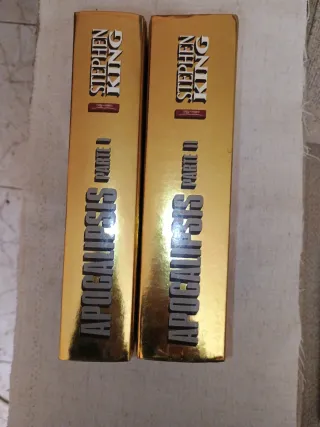 STEPHEN
KING
APOCALIPSIS PARTE I
STEPHEN
KING
APOCALIPSIS PARTE II